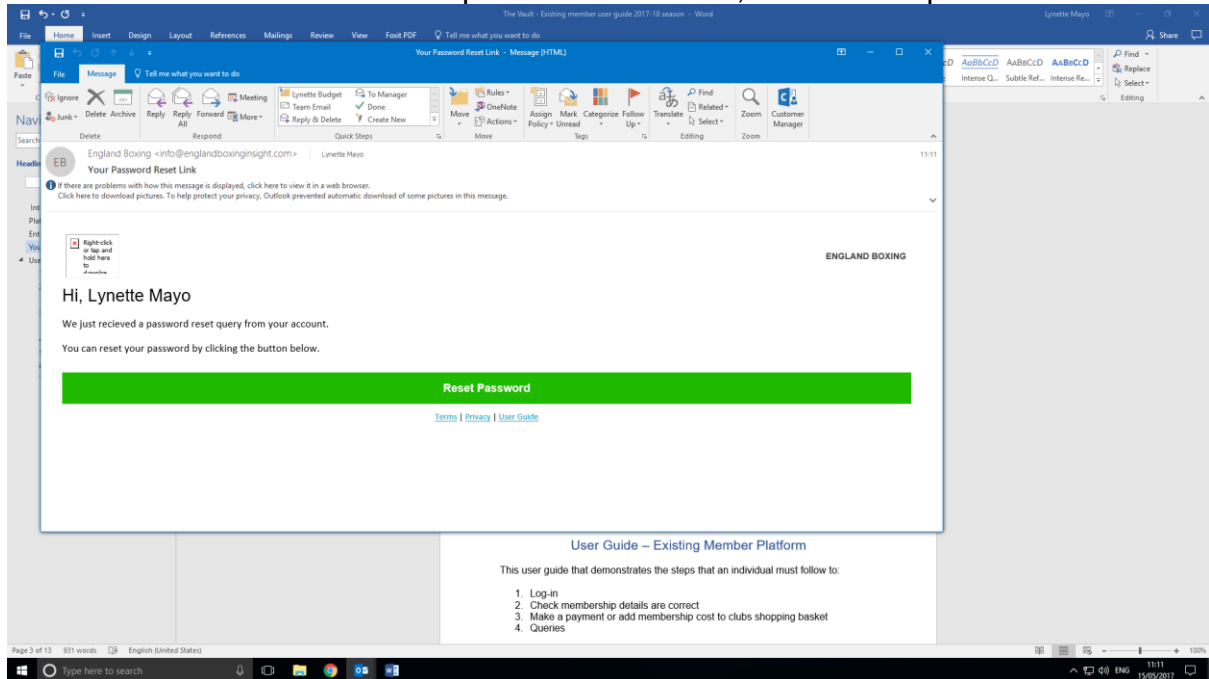 The Vault - Existing member user guide 2017-18 season - Word
Lynette Mayo
File Home Insert Design Layout References Mailings Review View Foxit PDF Tell me what you want to do
Share
Your Password Reset Link - Message (HTML)
File Message Tell me what you want to do
Paste
Ignore
Junk
Delete Archive
Reply Reply All Forward
Meeting
More
Lynette Budget
Team Email
Reply & Delete
To Manager
Done
Create New
Move
Rules
OneNote
Actions
Assign Policy
Mark Unread
Categorize
Follow Up
Translate
Find
Related
Select
Zoom
Customer Manager
Delete Respond Quick Steps Move Tags Editing Zoom
AaBbCcD AABBCCD AABBCCD
Intense Q... Subtle Ref... Intense Re...
Find
Replace
Select
Editing
Navi
Search
Headin
Int
Plat
Ent
You
Use
EB
England Boxing <info@englandboxinginsight.com> Lynette Mayo
11:11
Your Password Reset Link
If there are problems with how this message is displayed, click here to view it in a web browser.
Click here to download pictures. To help protect your privacy, Outlook prevented automatic download of some pictures in this message.
Right-click
or tap and
hold here
to
ENGLAND BOXING
Hi, Lynette Mayo
We just recieved a password reset query from your account.
You can reset your password by clicking the button below.
Reset Password
Terms | Privacy | User Guide
User Guide – Existing Member Platform
This user guide that demonstrates the steps that an individual must follow to:
1. Log-in
2. Check membership details are correct
3. Make a payment or add membership cost to clubs shopping basket
4. Queries
Page 3 of 13 931 words English (United States)
100%
Type here to search
ENG
11:11
15/05/2017